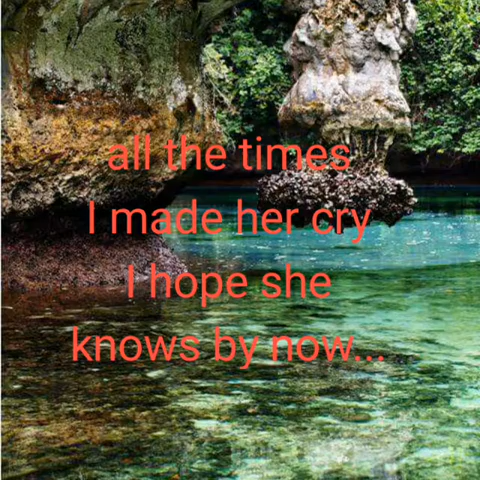 all the times
I made her cry
I hope she
knows by now...